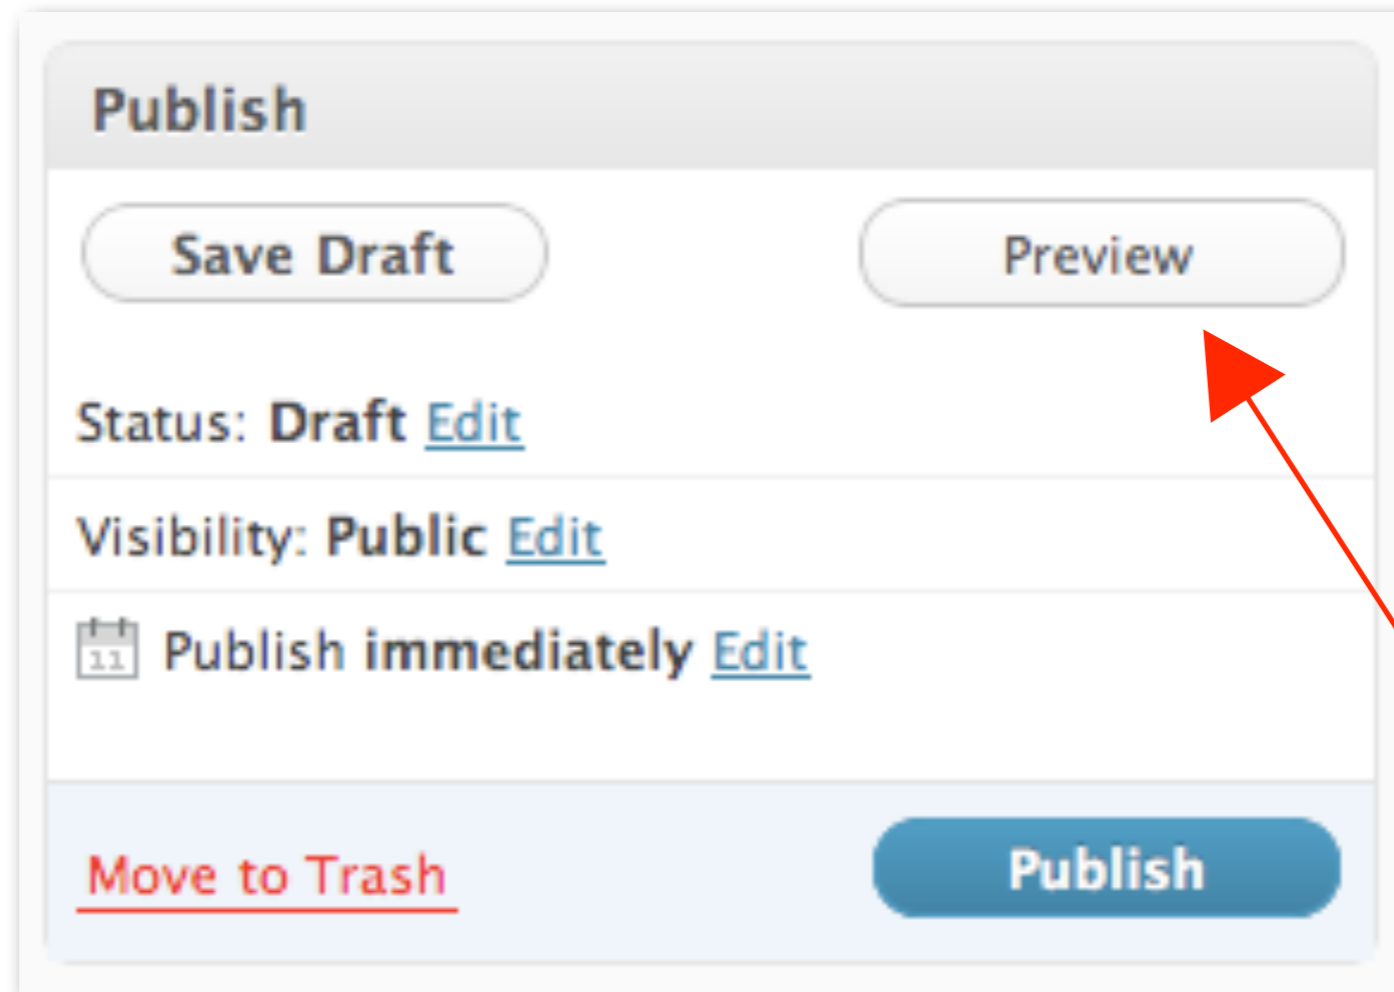 Publish
Save Draft Preview
Status: Draft Edit
Visibility: Public Edit
11 Publish immediately Edit
Move to Trash Publish